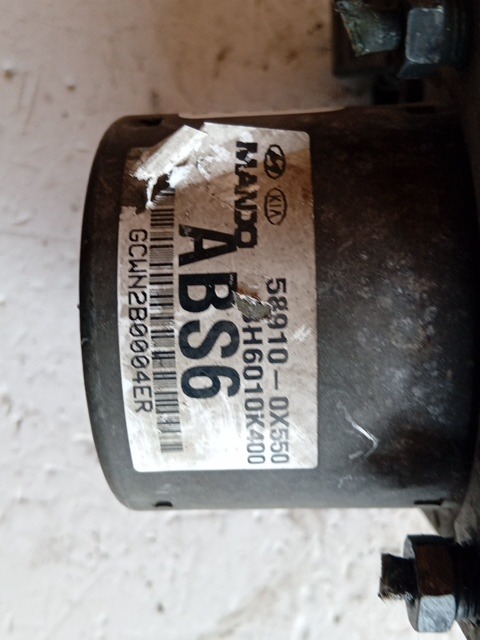 KIA 58910-0X550
MANDO H6010K400
ABS6
GCWN2B0004ER